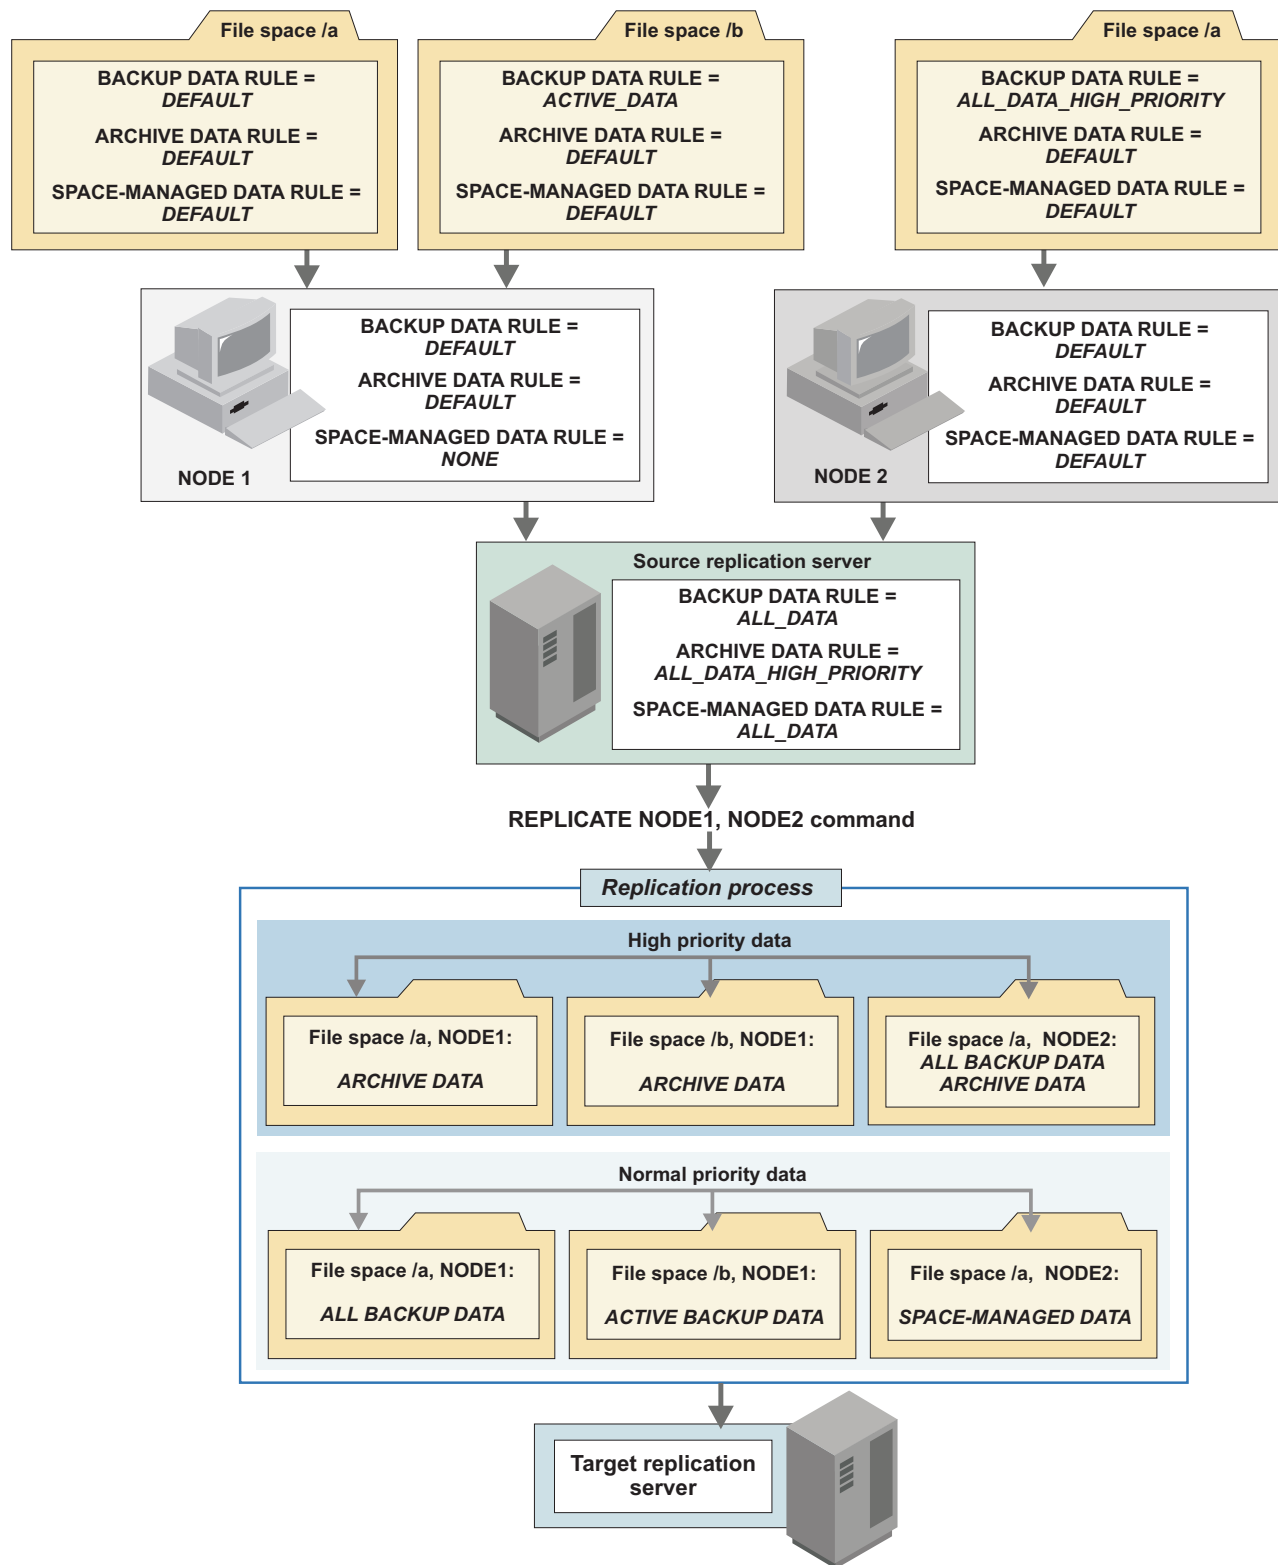 File space /a
BACKUP DATA RULE =
DEFAULT
ARCHIVE DATA RULE =
DEFAULT
SPACE-MANAGED DATA RULE =
DEFAULT
File space /b
BACKUP DATA RULE =
ACTIVE_DATA
ARCHIVE DATA RULE =
DEFAULT
SPACE-MANAGED DATA RULE =
DEFAULT
File space /a
BACKUP DATA RULE =
ALL_DATA_HIGH_PRIORITY
ARCHIVE DATA RULE =
DEFAULT
SPACE-MANAGED DATA RULE =
DEFAULT
BACKUP DATA RULE =
DEFAULT
ARCHIVE DATA RULE =
DEFAULT
SPACE-MANAGED DATA RULE =
NONE
NODE 1
BACKUP DATA RULE =
DEFAULT
ARCHIVE DATA RULE =
DEFAULT
SPACE-MANAGED DATA RULE =
DEFAULT
NODE 2
Source replication server
BACKUP DATA RULE =
ALL_DATA
ARCHIVE DATA RULE =
ALL_DATA_HIGH_PRIORITY
SPACE-MANAGED DATA RULE =
ALL_DATA
REPLICATE NODE1, NODE2 command
Replication process
High priority data
File space /a, NODE1:
ARCHIVE DATA
File space /b, NODE1:
ARCHIVE DATA
File space /a, NODE2:
ALL BACKUP DATA
ARCHIVE DATA
Normal priority data
File space /a, NODE1:
ALL BACKUP DATA
File space /b, NODE1:
ACTIVE BACKUP DATA
File space /a, NODE2:
SPACE-MANAGED DATA
Target replication
server